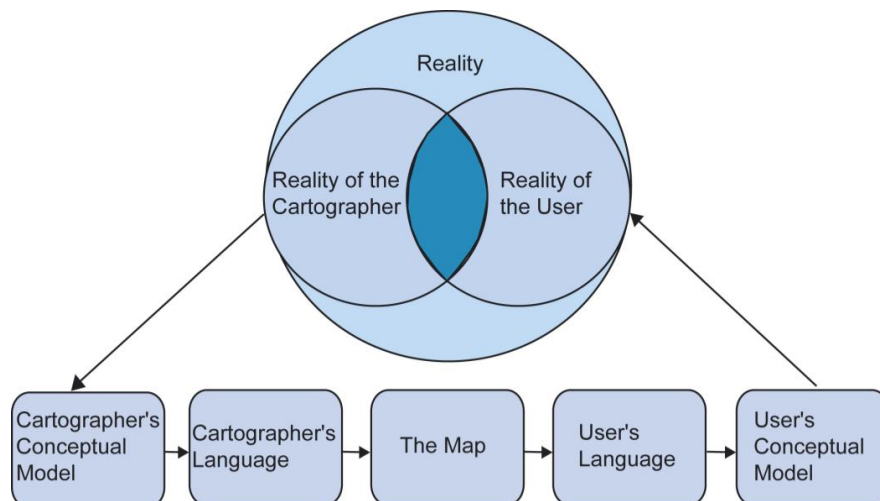 Reality
Reality of the
Cartographer
Reality of
the User
Cartographer's
Conceptual
Model
Cartographer's
Language
The Map
User's
Language
User's
Conceptual
Model